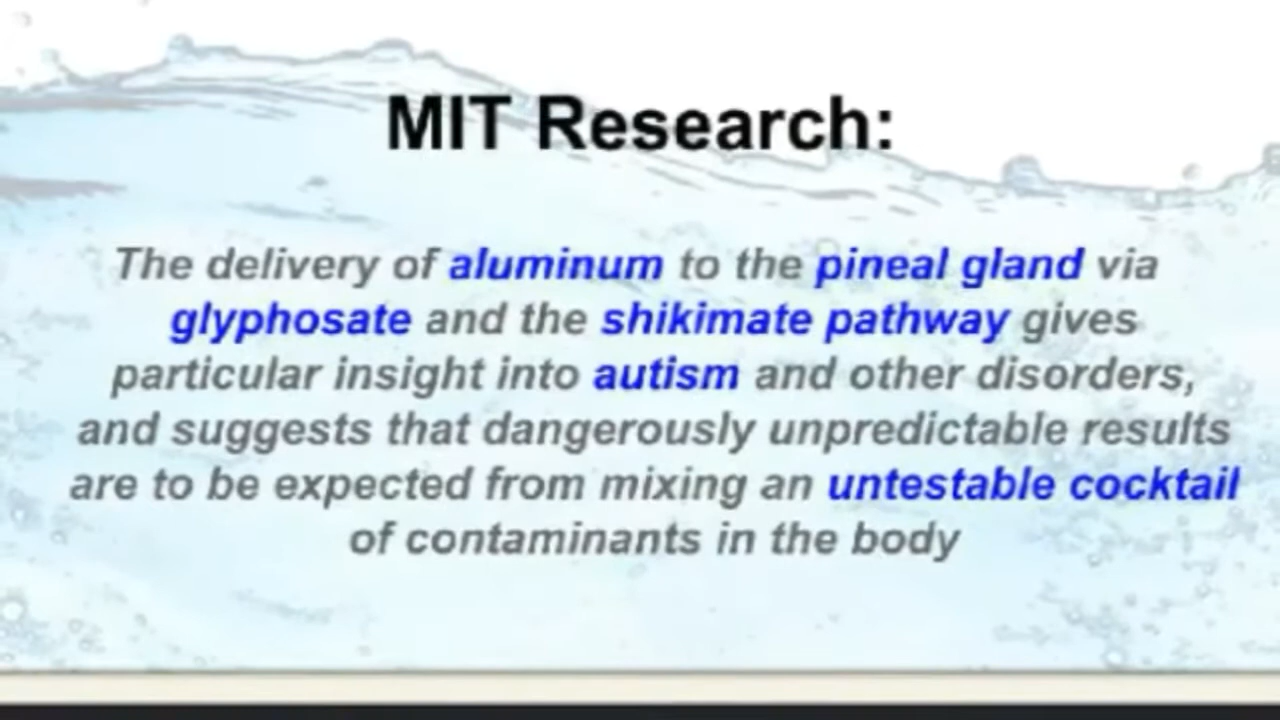 MIT Research:
The delivery of aluminum to the pineal gland via
glyphosate and the shikimate pathway gives
particular insight into autism and other disorders,
and suggests that dangerously unpredictable results
are to be expected from mixing an untestable cocktail
of contaminants in the body